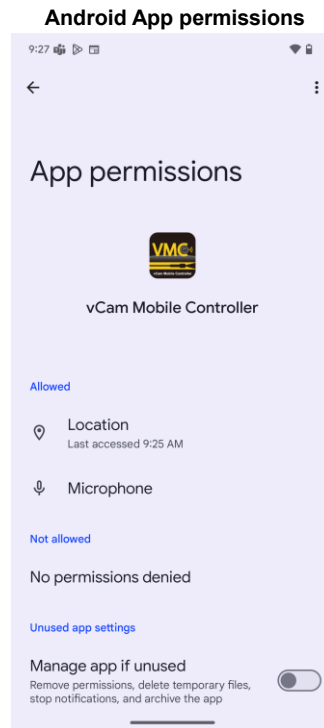 Android App permissions
9:27
App permissions
VMC
vCam Mobile Controller
vCam Mobile Controller
Allowed
Location
Last accessed 9:25 AM
Microphone
Not allowed
No permissions denied
Unused app settings
Manage app if unused
Remove permissions, delete temporary files,
stop notifications, and archive the app